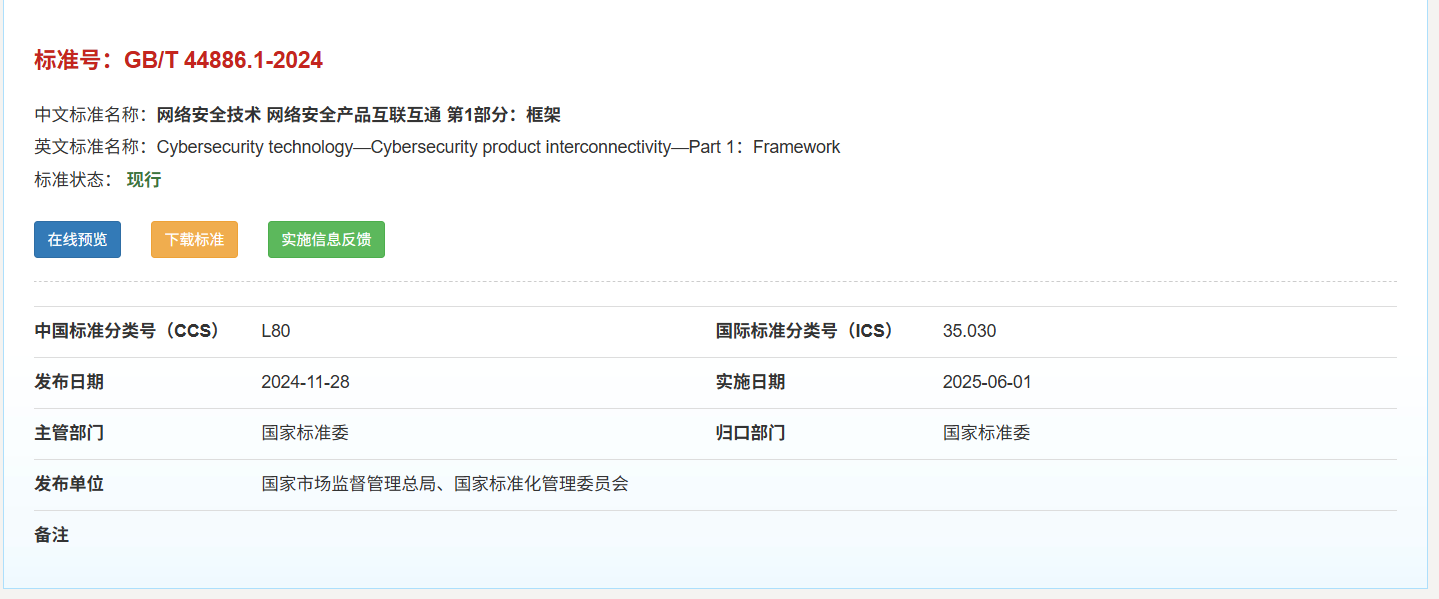 标准号：GB/T 44886.1-2024
中文标准名称：网络安全技术 网络安全产品互联互通 第1部分：框架
英文标准名称：Cybersecurity technology—Cybersecurity product interconnectivity—Part 1：Framework
标准状态： 现行
在线预览 下载标准 实施信息反馈
中国标准分类号（CCS） L80 国际标准分类号（ICS） 35.030
发布日期 2024-11-28 实施日期 2025-06-01
主管部门 国家标准委 归口部门 国家标准委
发布单位 国家市场监督管理总局、国家标准化管理委员会
备注